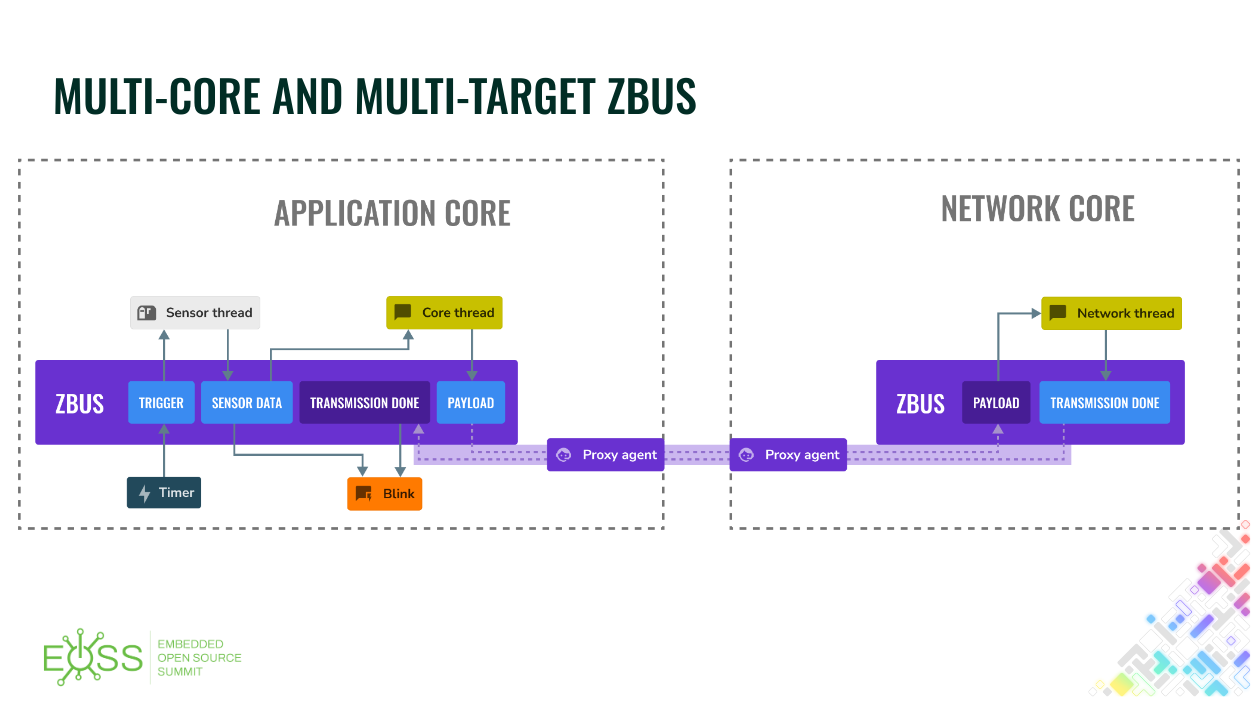 MULTI-CORE AND MULTI-TARGET ZBUS
APPLICATION CORE
Sensor thread
Core thread
ZBUS
TRIGGER
SENSOR DATA
TRANSMISSION DONE
PAYLOAD
Proxy agent
Timer
Blink
NETWORK CORE
Network thread
ZBUS
PAYLOAD
TRANSMISSION DONE
Proxy agent
EOSS
EMBEDDED
OPEN SOURCE
SUMMIT